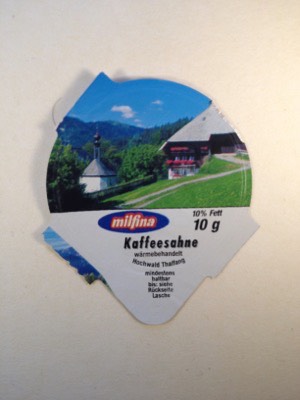 milfina
10% Fett
10 g
Kaffeesahne
wärmebehandelt
Hochwald Thalfang
mindestens
haltbar
bis: siehe
Rückseite
Lasche